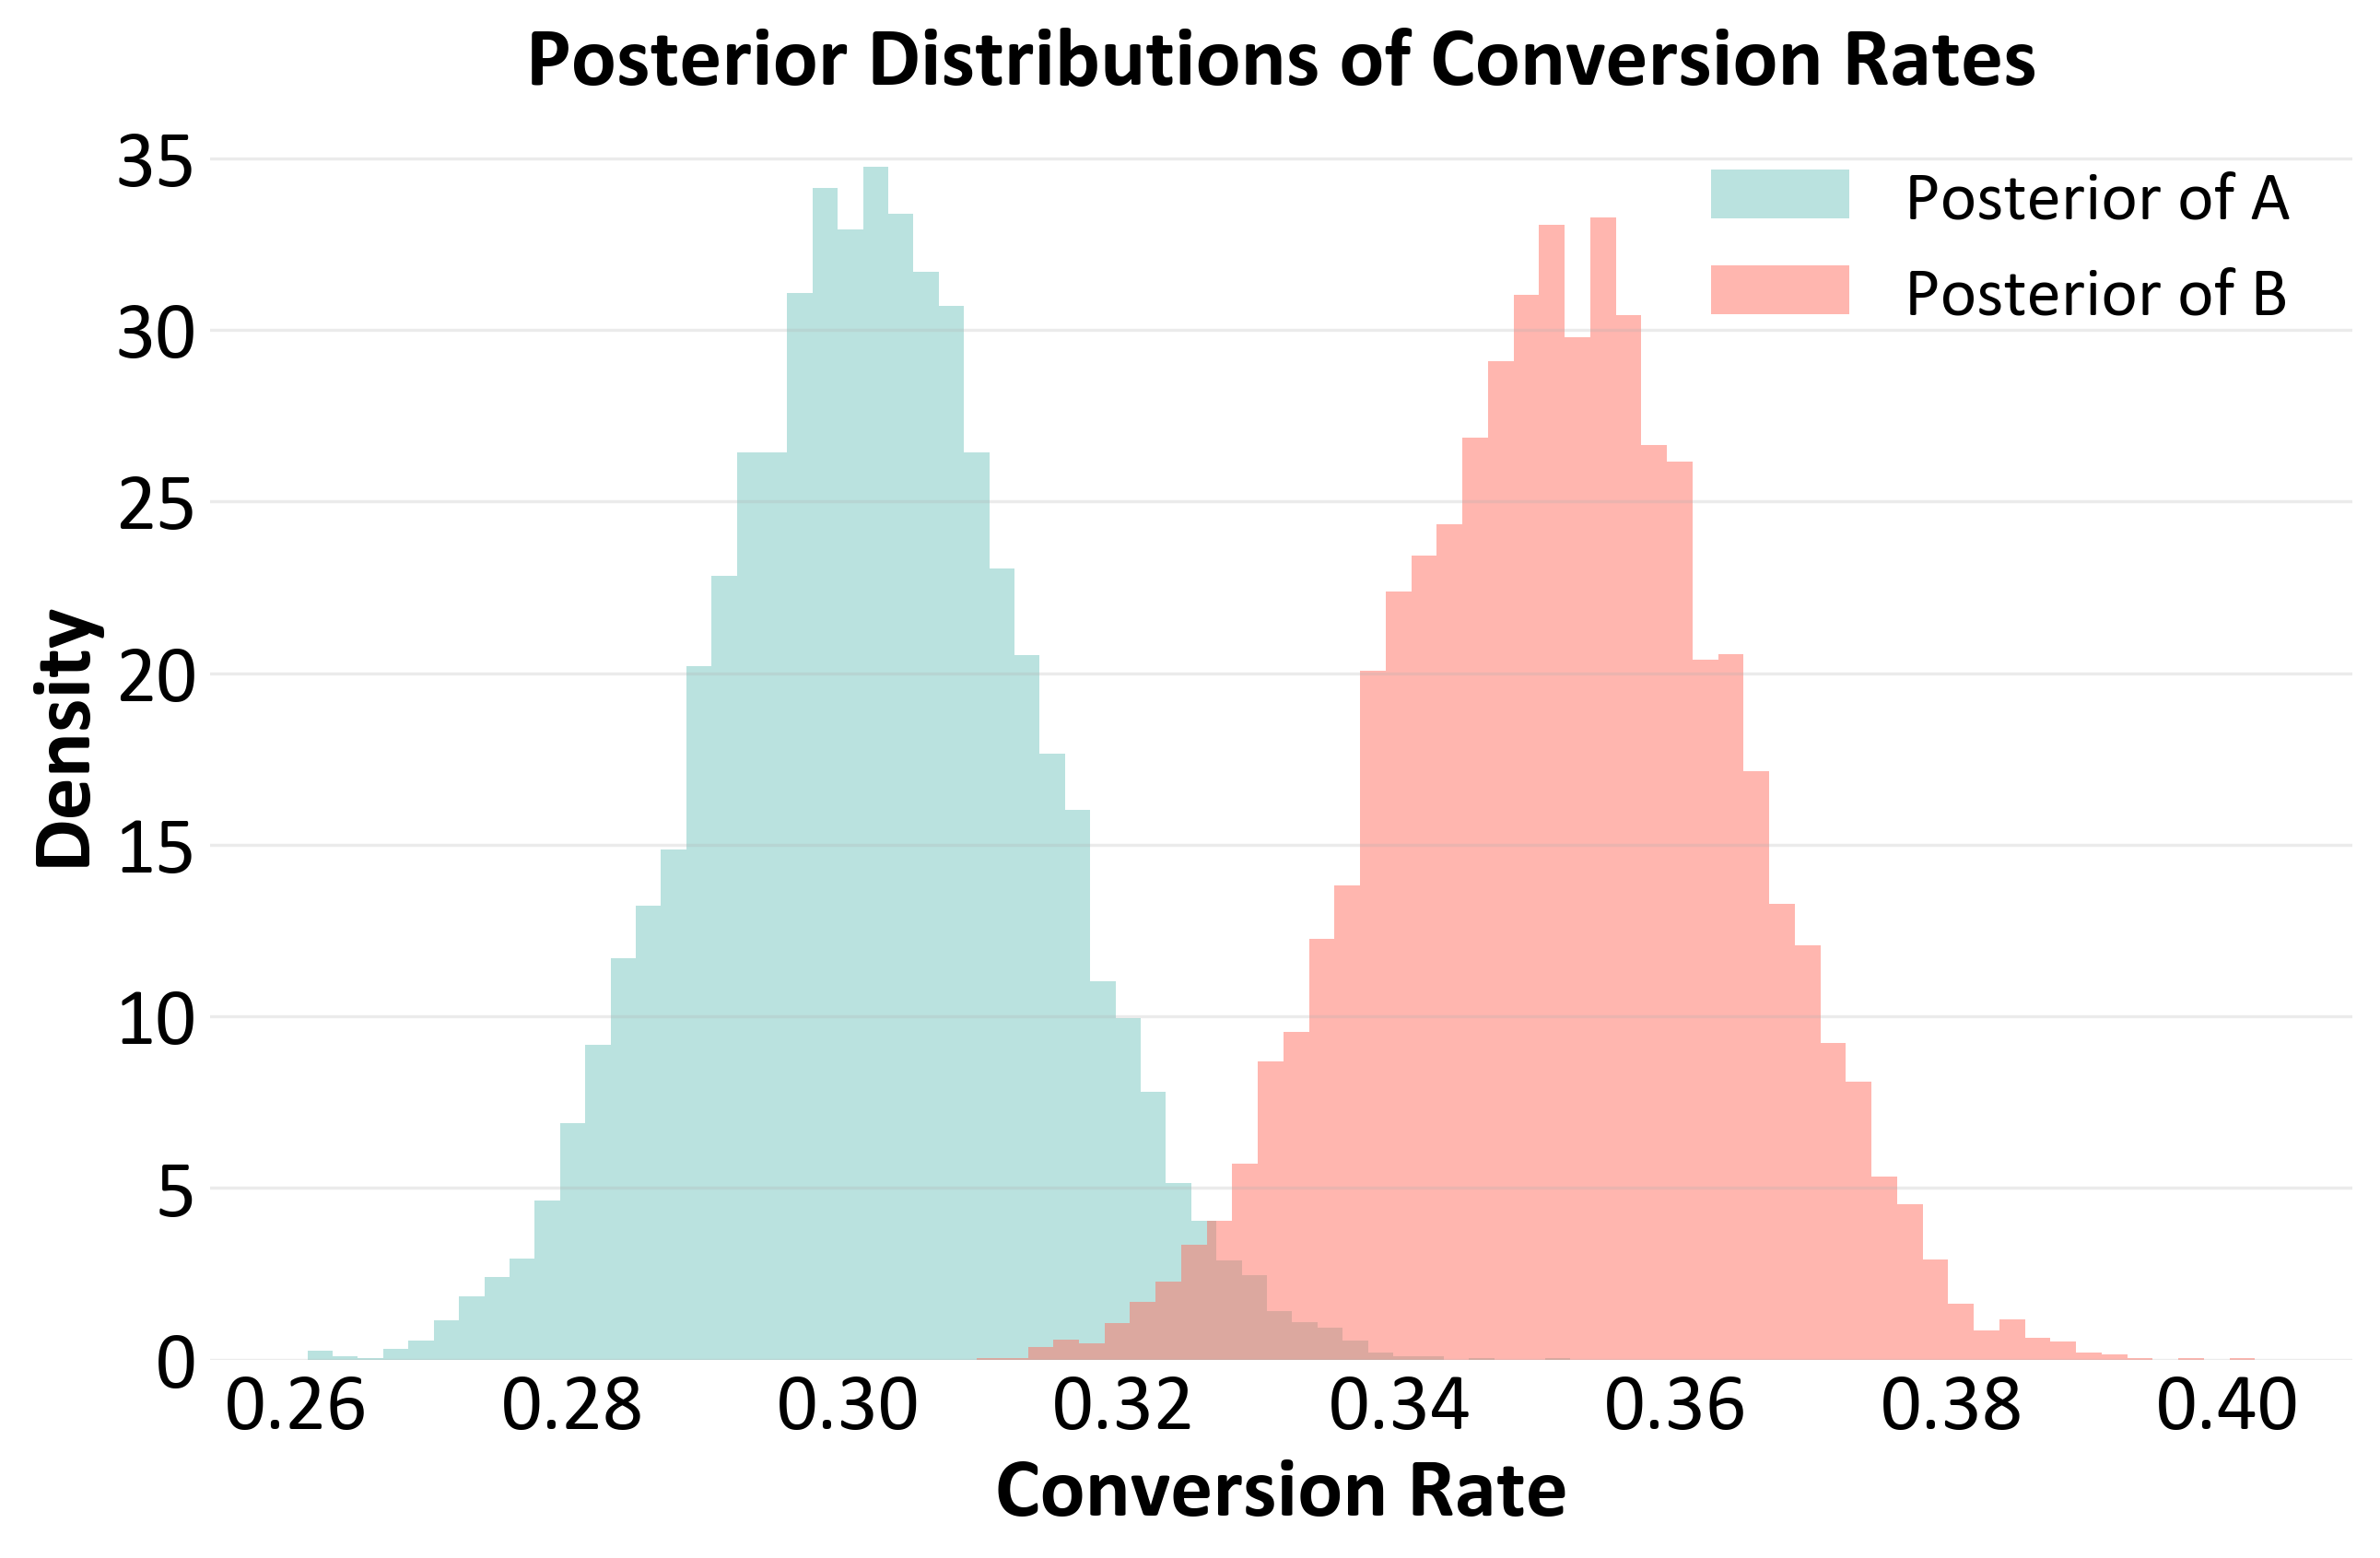 Posterior Distributions of Conversion Rates
35
30
25
20
15
10
5
0
Density
Posterior of A
Posterior of B
0.26 0.28 0.30 0.32 0.34 0.36 0.38 0.40
Conversion Rate